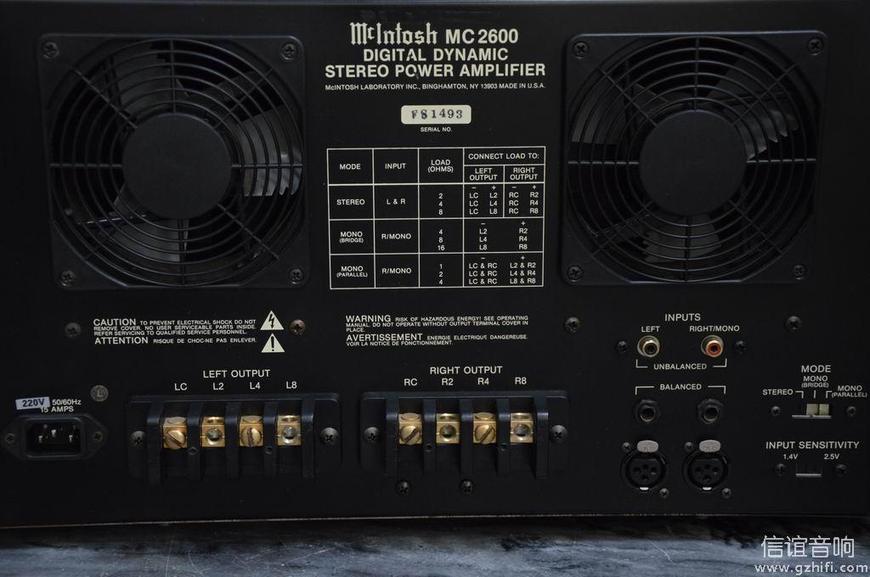 McIntosh MC 2600
DIGITAL DYNAMIC
STEREO POWER AMPLIFIER
McINTOSH LABORATORY INC., BINGHAMTON, NY 13903 MADE IN U.S.A.
FS1493
SERIAL NO.
MODE INPUT LOAD (OHMS) CONNECT LOAD TO:
LEFT OUTPUT RIGHT OUTPUT
− + − +
STEREO L & R 2 LC L2 RC R2
4 LC L4 RC R4
8 LC L8 RC R8
− +
MONO (BRIDGE) R/MONO 4 L2 R2
8 L4 R4
16 L8 R8
− +
MONO (PARALLEL) R/MONO 1 LC & RC L2 & R2
2 LC & RC L4 & R4
4 LC & RC L8 & R8
CAUTION TO PREVENT ELECTRICAL SHOCK DO NOT
REMOVE COVER. NO USER SERVICEABLE PARTS INSIDE.
REFER SERVICING TO QUALIFIED SERVICE PERSONNEL.
ATTENTION RISQUE DE CHOC-NE PAS ENLEVER.
WARNING RISK OF HAZARDOUS ENERGY! SEE OPERATING
MANUAL. DO NOT OPERATE WITHOUT OUTPUT TERMINAL COVER IN
PLACE.
AVERTISSEMENT ENERGIE ELECTRIQUE DANGEREUSE.
VOIR LA NOTICE DE FONCTIONNEMENT.
INPUTS
LEFT RIGHT/MONO
UNBALANCED
BALANCED
MODE
STEREO MONO (BRIDGE) MONO (PARALLEL)
INPUT SENSITIVITY
1.4V 2.5V
LEFT OUTPUT
LC L2 L4 L8
RIGHT OUTPUT
RC R2 R4 R8
220V 50/60Hz
15 AMPS
L
信谊音响
www.gzhifi.com